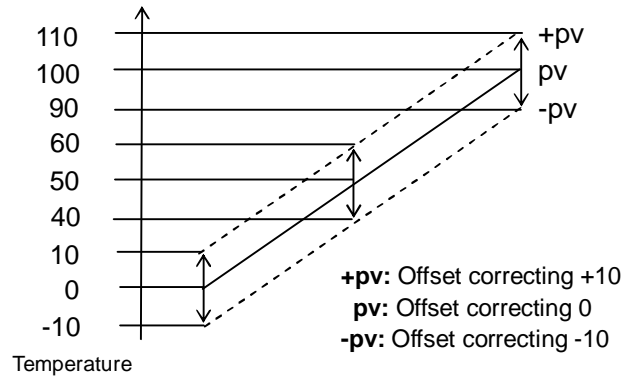 110
+pv
100
pv
90
-pv
60
50
40
10
0
-10
+pv: Offset correcting +10
pv: Offset correcting 0
-pv: Offset correcting -10
Temperature